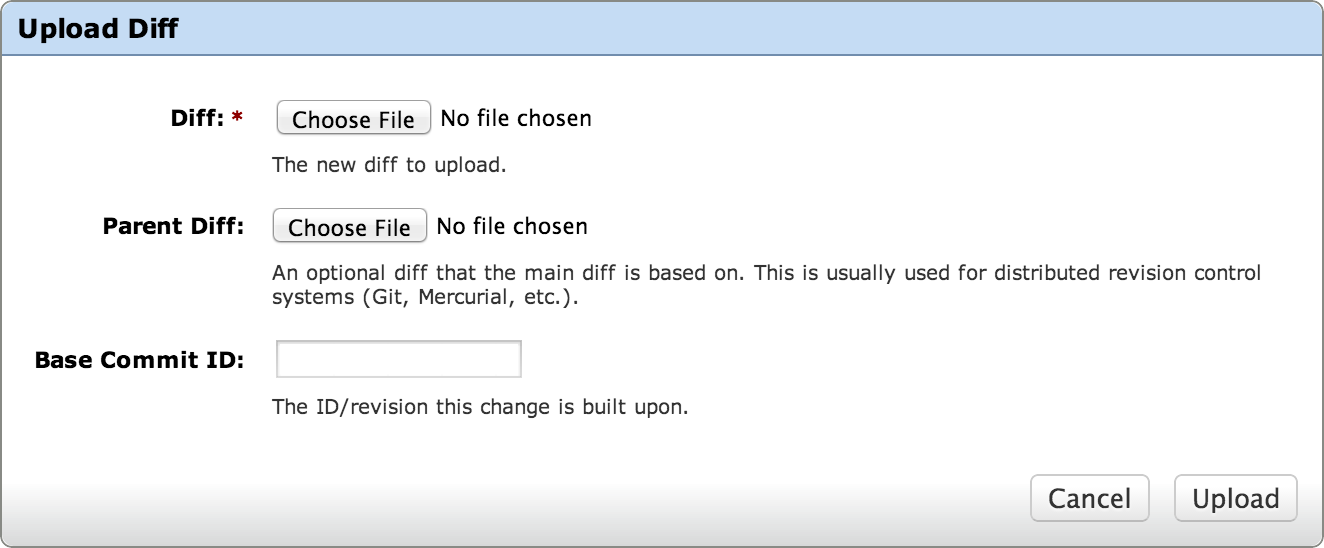 Upload Diff
Diff: * Choose File No file chosen
The new diff to upload.
Parent Diff: Choose File No file chosen
An optional diff that the main diff is based on. This is usually used for distributed revision control
systems (Git, Mercurial, etc.).
Base Commit ID:
The ID/revision this change is built upon.
Cancel Upload